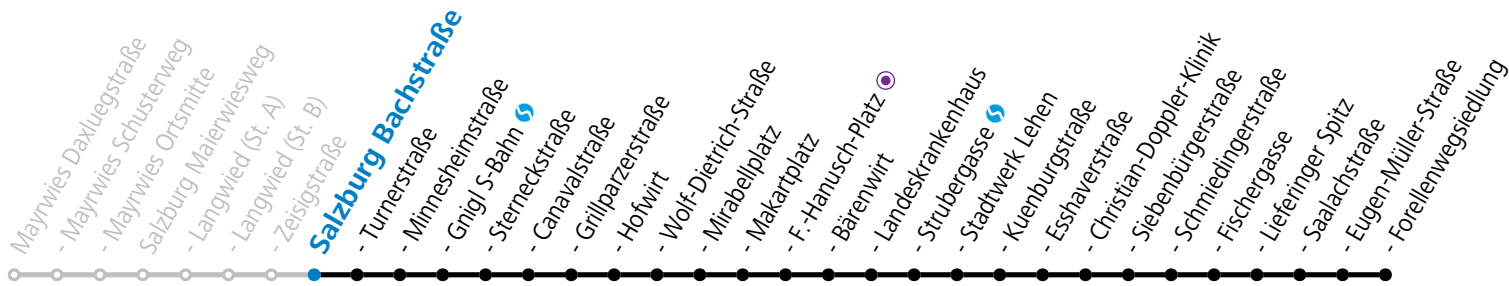 Mayrwies Daxluegstraße
- Mayrwies Schusterweg
- Mayrwies Ortsmitte
Salzburg Maierwiesweg
- Langwied (St. A)
- Langwied (St. B)
- Zeisigstraße
Salzburg Bachstraße
- Turnerstraße
- Minnesheimstraße
- Gnigl S-Bahn
- Sterneckstraße
- Canavalstraße
- Grillparzerstraße
- Hofwirt
- Wolf-Dietrich-Straße
- Mirabellplatz
- Makartplatz
- F.-Hanusch-Platz
- Bärenwirt
- Landeskrankenhaus
- Strubergasse
- Stadtwerk Lehen
- Kuenburgstraße
- Esshaverstraße
- Christian-Doppler-Klinik
- Siebenbürgerstraße
- Schmiedingerstraße
- Fischergasse
- Lieferinger Spitz
- Saalachstraße
- Eugen-Müller-Straße
- Forellenwegsiedlung